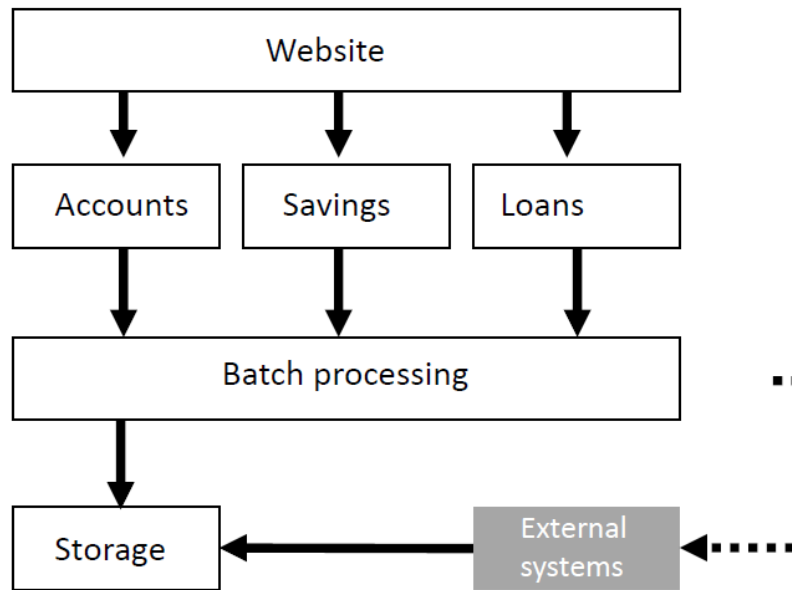 Website
Accounts
Savings
Loans
Batch processing
Storage
External
systems